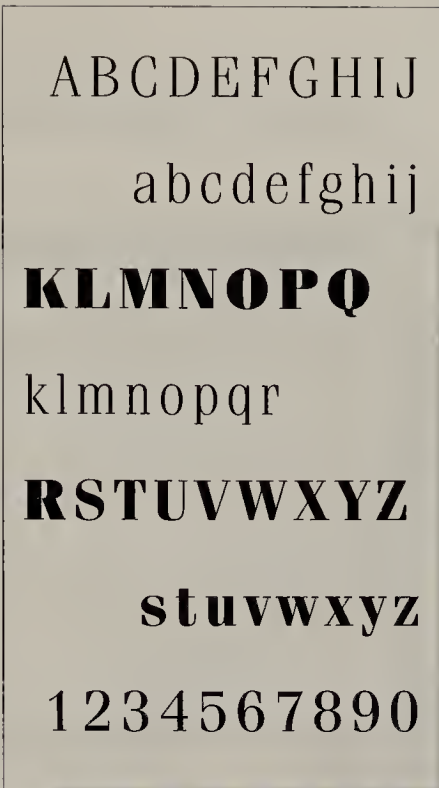 ABCDEFGHIJ
abcdefghij
KLMNOPQ
klmnopqr
RSTUVWXYZ
stuvwxyz
1234567890